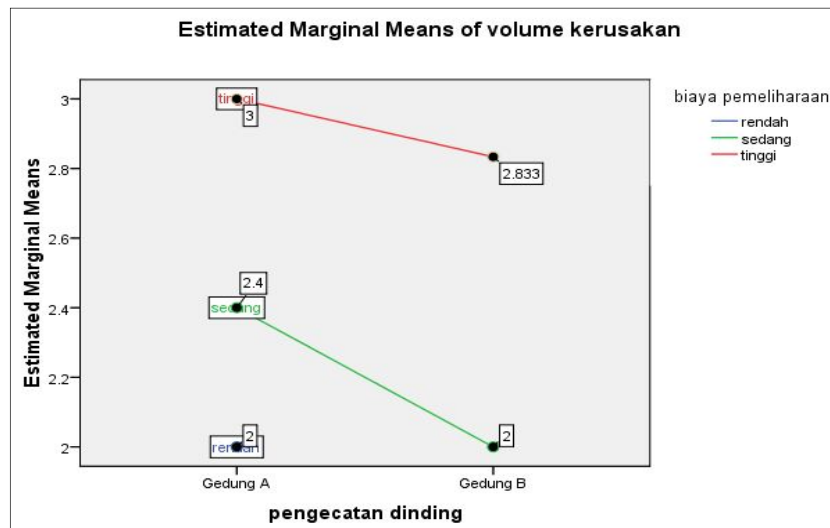 Estimated Marginal Means of volume kerusakan
biaya pemeliharaan
rendah
sedang
tinggi
Estimated Marginal Means
3
2.8
2.6
2.4
2.2
2
tinggi
3
2.833
2.4
sedang
2
rendah
2
Gedung A
Gedung B
pengecatan dinding